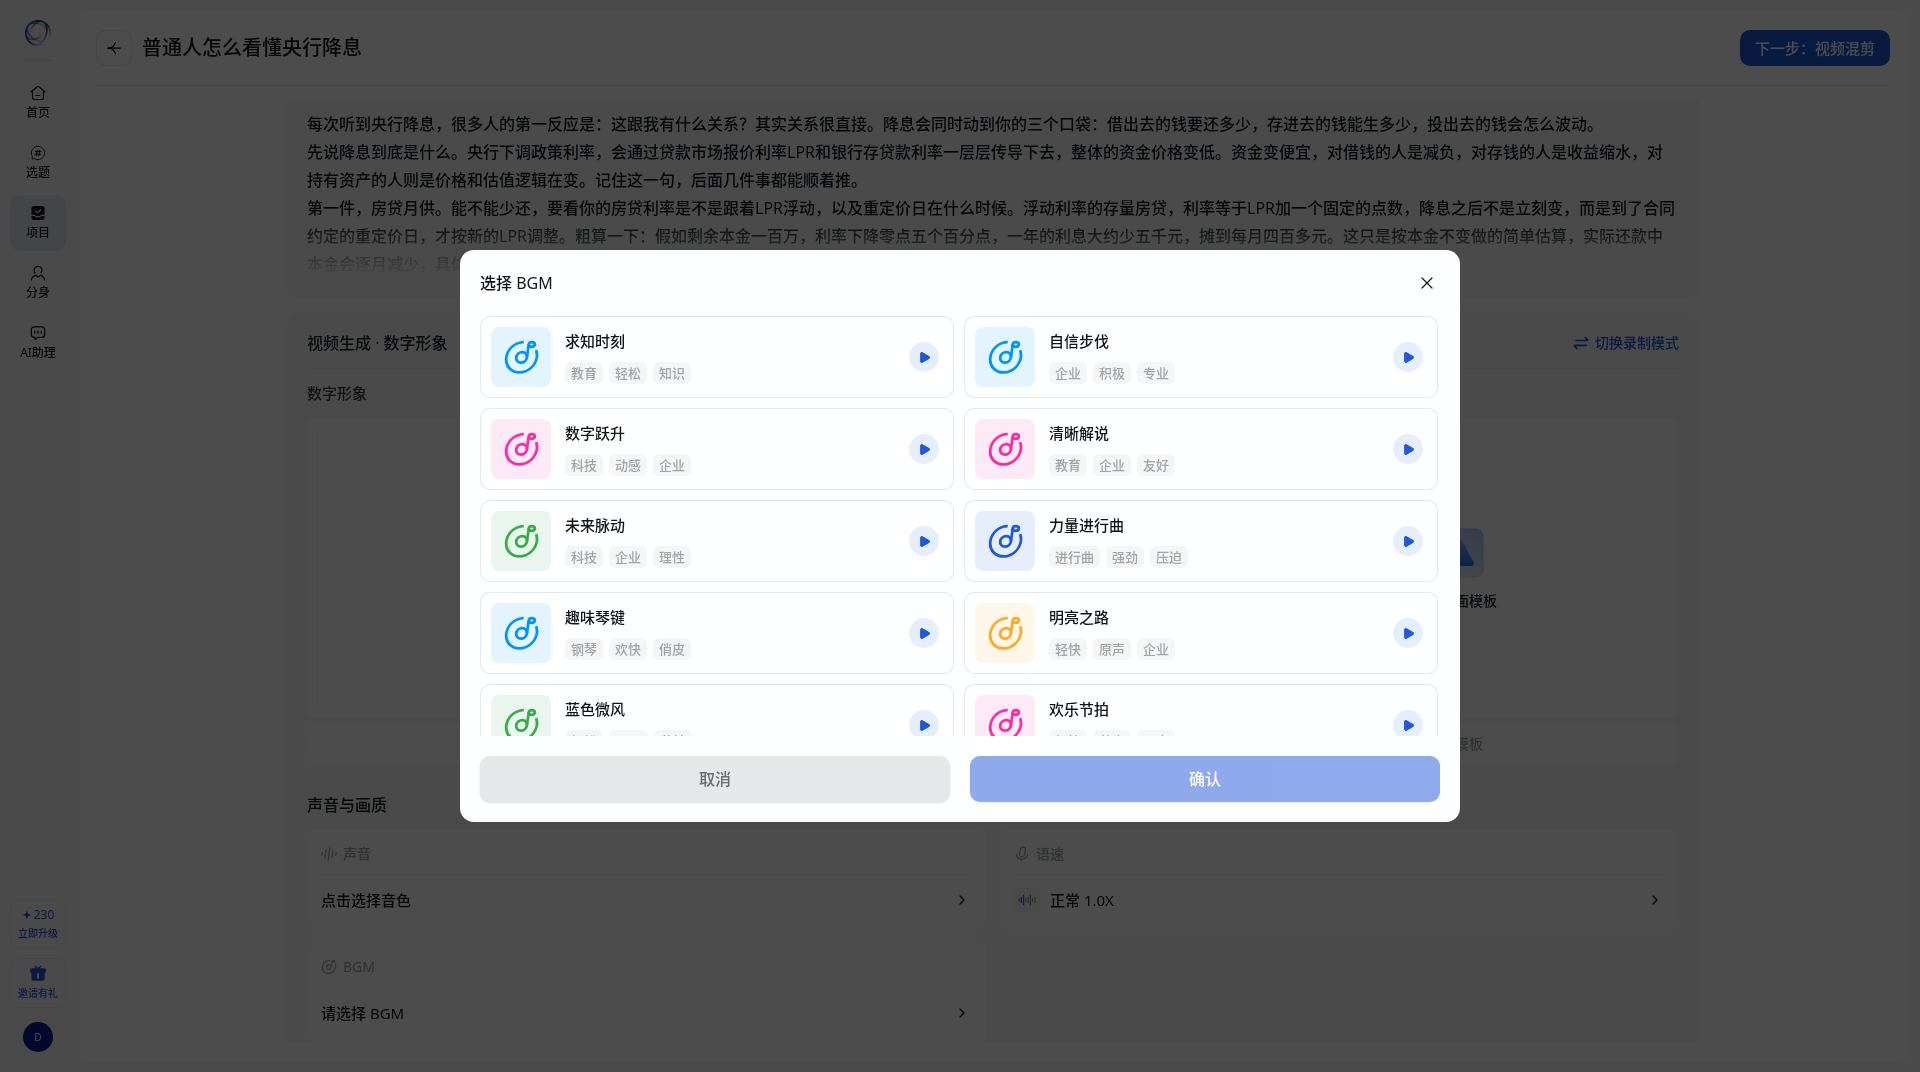 普通人怎么看懂央行降息
下一步：视频混剪
首页
选题
项目
分身
AI助理
230
立即升级
邀请有礼
D
每次听到央行降息，很多人的第一反应是：这跟我有什么关系？其实关系很直接。降息会同时动到你的三个口袋：借出去的钱要还多少，存进去的钱能生多少，投出去的钱会怎么波动。
先说降息到底是什么。央行下调政策利率，会通过贷款市场报价利率LPR和银行存贷款利率一层层传导下去，整体的资金价格变低。资金变便宜，对借钱的人是减负，对存钱的人是收益缩水，对
持有资产的人则是价格和估值逻辑在变。记住这一句，后面几件事都能顺着推。
第一件，房贷月供。能不能少还，要看你的房贷利率是不是跟着LPR浮动，以及重定价日在什么时候。浮动利率的存量房贷，利率等于LPR加一个固定的点数，降息之后不是立刻变，而是到了合同
约定的重定价日，才按新的LPR调整。粗算一下：假如剩余本金一百万，利率下降零点五个百分点，一年的利息大约少五千元，摊到每月四百多元。这只是按本金不变做的简单估算，实际还款中
本金会逐月减少，具
视频生成 · 数字形象
切换录制模式
数字形象
选择 BGM
求知时刻
教育 轻松 知识
自信步伐
企业 积极 专业
数字跃升
科技 动感 企业
清晰解说
教育 企业 友好
未来脉动
科技 企业 理性
力量进行曲
进行曲 强劲 压迫
趣味琴键
钢琴 欢快 俏皮
明亮之路
轻快 原声 企业
蓝色微风
欢乐节拍
取消
确认
面模板
模板
声音与画质
声音
点击选择音色
语速
正常 1.0X
BGM
请选择 BGM